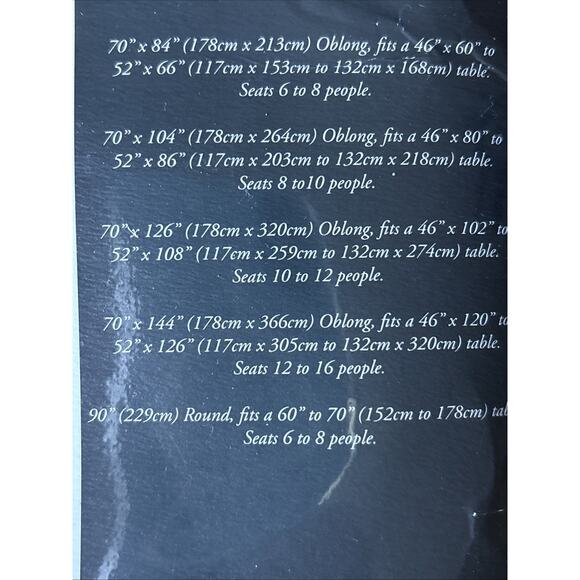 70” x 84” (178cm x 213cm) Oblong, fits a 46” x 60” to
52” x 66” (117cm x 153cm to 132cm x 168cm) table.
Seats 6 to 8 people.
70” x 104” (178cm x 264cm) Oblong, fits a 46” x 80” to
52” x 86” (117cm x 203cm to 132cm x 218cm) table.
Seats 8 to10 people.
70” x 126” (178cm x 320cm) Oblong, fits a 46” x 102” to
52” x 108” (117cm x 259cm to 132cm x 274cm) table.
Seats 10 to 12 people.
70” x 144” (178cm x 366cm) Oblong, fits a 46” x 120” to
52” x 126” (117cm x 305cm to 132cm x 320cm) table.
Seats 12 to 16 people.
90” (229cm) Round, fits a 60” to 70” (152cm to 178cm)
Seats 6 to 8 people.